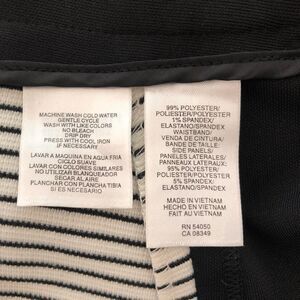 MACHINE WASH COLD WATER
GENTLE CYCLE
WASH WITH LIKE COLORS
NO BLEACH
DRIP DRY
PRESS WITH COOL IRON
IF NECESSARY
LAVAR A MAQUINA EN AGUA FRIA
CICLO SUAVE
LAVAR CON COLORES SIMILARES
NO UTILIZAR BLANQUEADOR
SECAR AL AIRE
PLANCHAR CON PLANCHA TIBIA
SI ES NECESARIO
99% POLYESTER/
POLIESTER/POLYESTER
1% SPANDEX/
ELASTANO/SPANDEX
WAISTBAND/
VINTA CENTURA/
BANDE DE TAILLE:
SIDE PANELS/
PANELES LATERALES/
PANNEAUX LATERAUX:
95% POLYESTER/
POLIESTER/POLYESTER
5% SPANDEX/
ELASTANO/SPANDEX
MADE IN VIETNAM
HECHO EN VIETNAM
FAIT AU VIETNAM
RN 54050
CA 08349